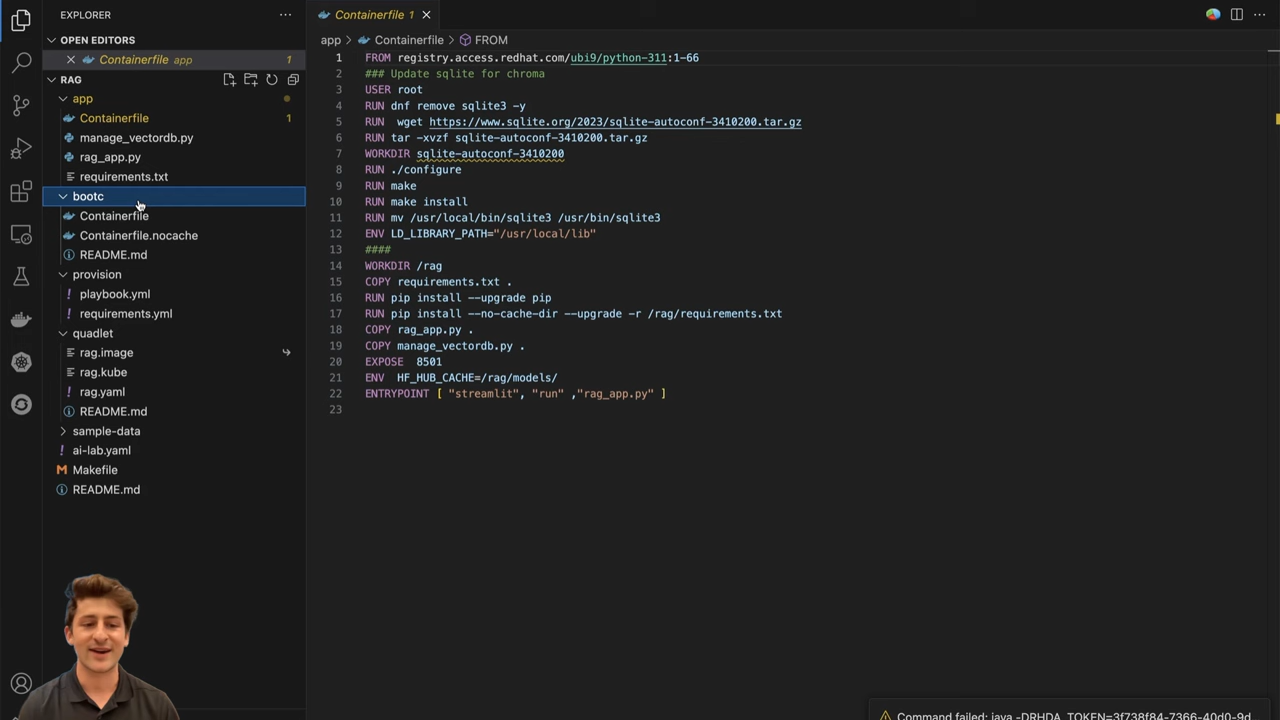 EXPLORER
OPEN EDITORS
Containerfile app
1
RAG
app
Containerfile
1
manage_vectordb.py
rag_app.py
requirements.txt
bootc
Containerfile
Containerfile.nocache
README.md
provision
playbook.yml
requirements.yml
quadlet
rag.image
rag.kube
rag.yaml
README.md
sample-data
ai-lab.yaml
Makefile
README.md
Containerfile 1
app > Containerfile > FROM
1 FROM registry.access.redhat.com/ubi9/python-311:1-66
2 ### Update sqlite for chroma
3 USER root
4 RUN dnf remove sqlite3 -y
5 RUN wget https://www.sqlite.org/2023/sqlite-autoconf-3410200.tar.gz
6 RUN tar -xvzf sqlite-autoconf-3410200.tar.gz
7 WORKDIR sqlite-autoconf-3410200
8 RUN ./configure
9 RUN make
10 RUN make install
11 RUN mv /usr/local/bin/sqlite3 /usr/bin/sqlite3
12 ENV LD_LIBRARY_PATH="/usr/local/lib"
13 ####
14 WORKDIR /rag
15 COPY requirements.txt .
16 RUN pip install --upgrade pip
17 RUN pip install --no-cache-dir --upgrade -r /rag/requirements.txt
18 COPY rag_app.py .
19 COPY manage_vectordb.py .
20 EXPOSE 8501
21 ENV HF_HUB_CACHE=/rag/models/
22 ENTRYPOINT [ "streamlit", "run" ,"rag_app.py" ]
23
Command failed: java -DRHDA_TOKEN=3f738f84-7366-40d0-9d